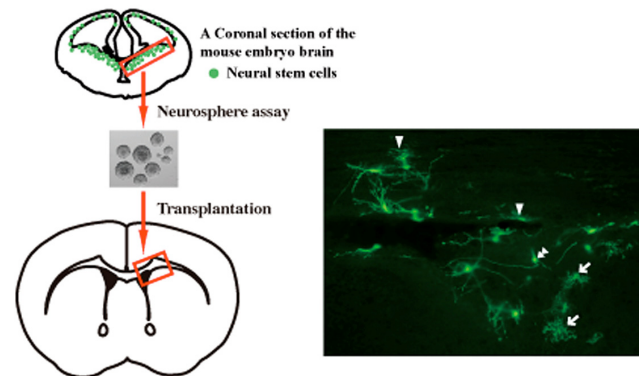 A Coronal section of the
mouse embryo brain
Neural stem cells
Neurosphere assay
Transplantation